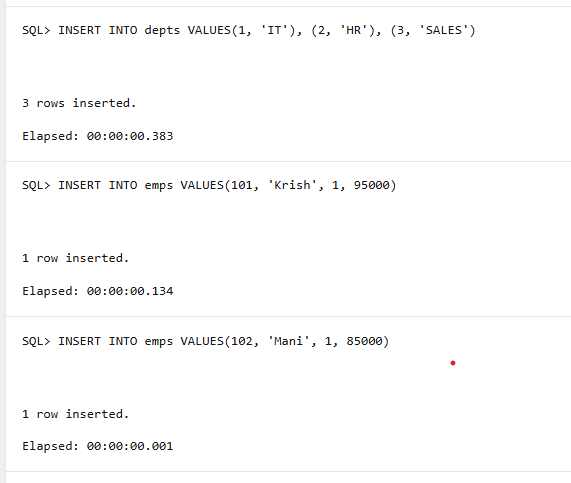 SQL> INSERT INTO depts VALUES(1, 'IT'), (2, 'HR'), (3, 'SALES')
3 rows inserted.
Elapsed: 00:00:00.383
SQL> INSERT INTO emps VALUES(101, 'Krish', 1, 95000)
1 row inserted.
Elapsed: 00:00:00.134
SQL> INSERT INTO emps VALUES(102, 'Mani', 1, 85000)
1 row inserted.
Elapsed: 00:00:00.001